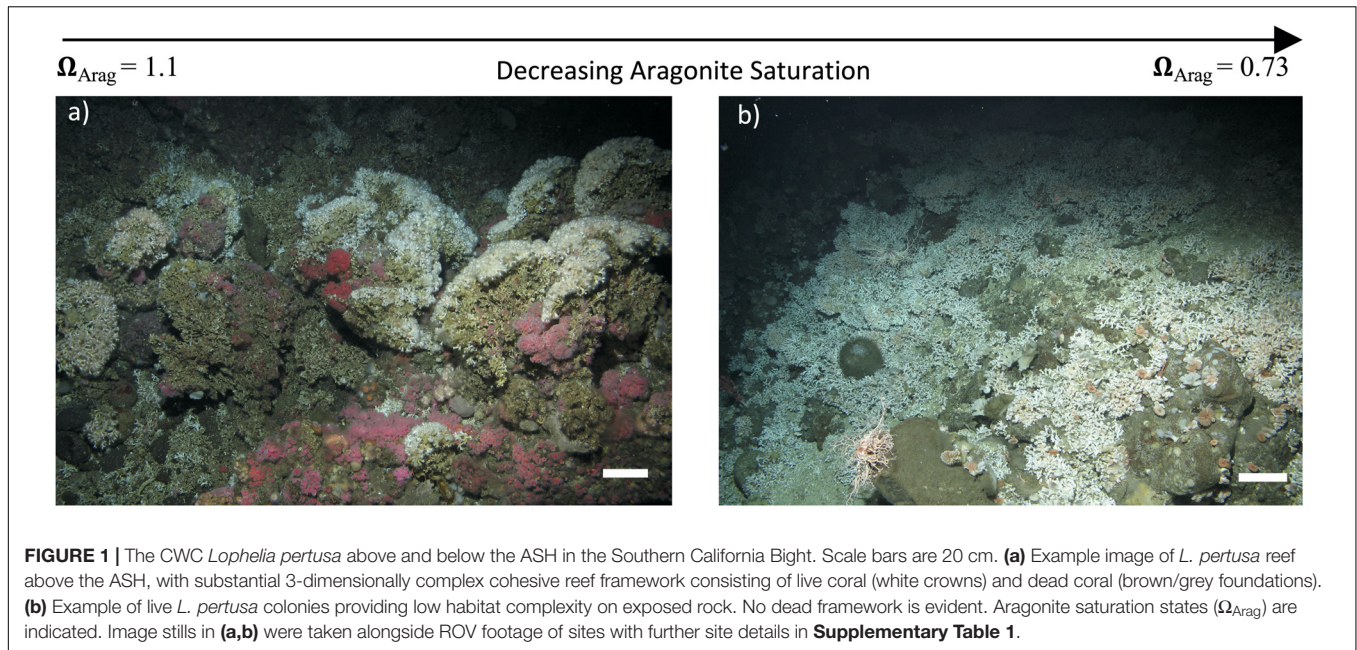 Ω_Arag = 1.1 Decreasing Aragonite Saturation Ω_Arag = 0.73
a) b)
FIGURE 1 | The CWC Lophelia pertusa above and below the ASH in the Southern California Bight. Scale bars are 20 cm. (a) Example image of L. pertusa reef
above the ASH, with substantial 3-dimensionally complex cohesive reef framework consisting of live coral (white crowns) and dead coral (brown/grey foundations).
(b) Example of live L. pertusa colonies providing low habitat complexity on exposed rock. No dead framework is evident. Aragonite saturation states (Ω_Arag) are
indicated. Image stills in (a,b) were taken alongside ROV footage of sites with further site details in Supplementary Table 1.